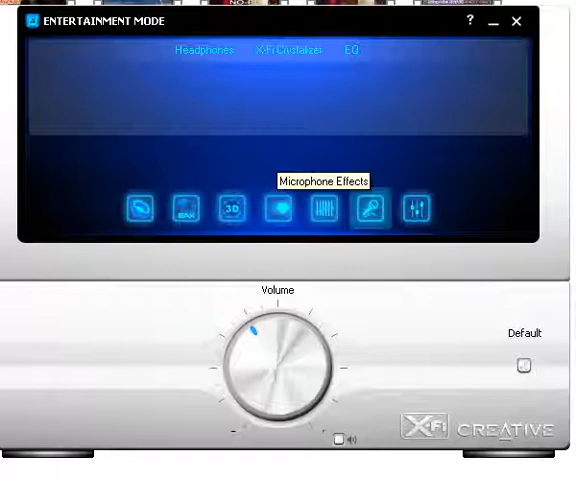 ENTERTAINMENT MODE
?
Headphones X-Fi Crystalizer EQ
Microphone Effects
EAX 3D
Volume
Default
X-Fi CREATIVE